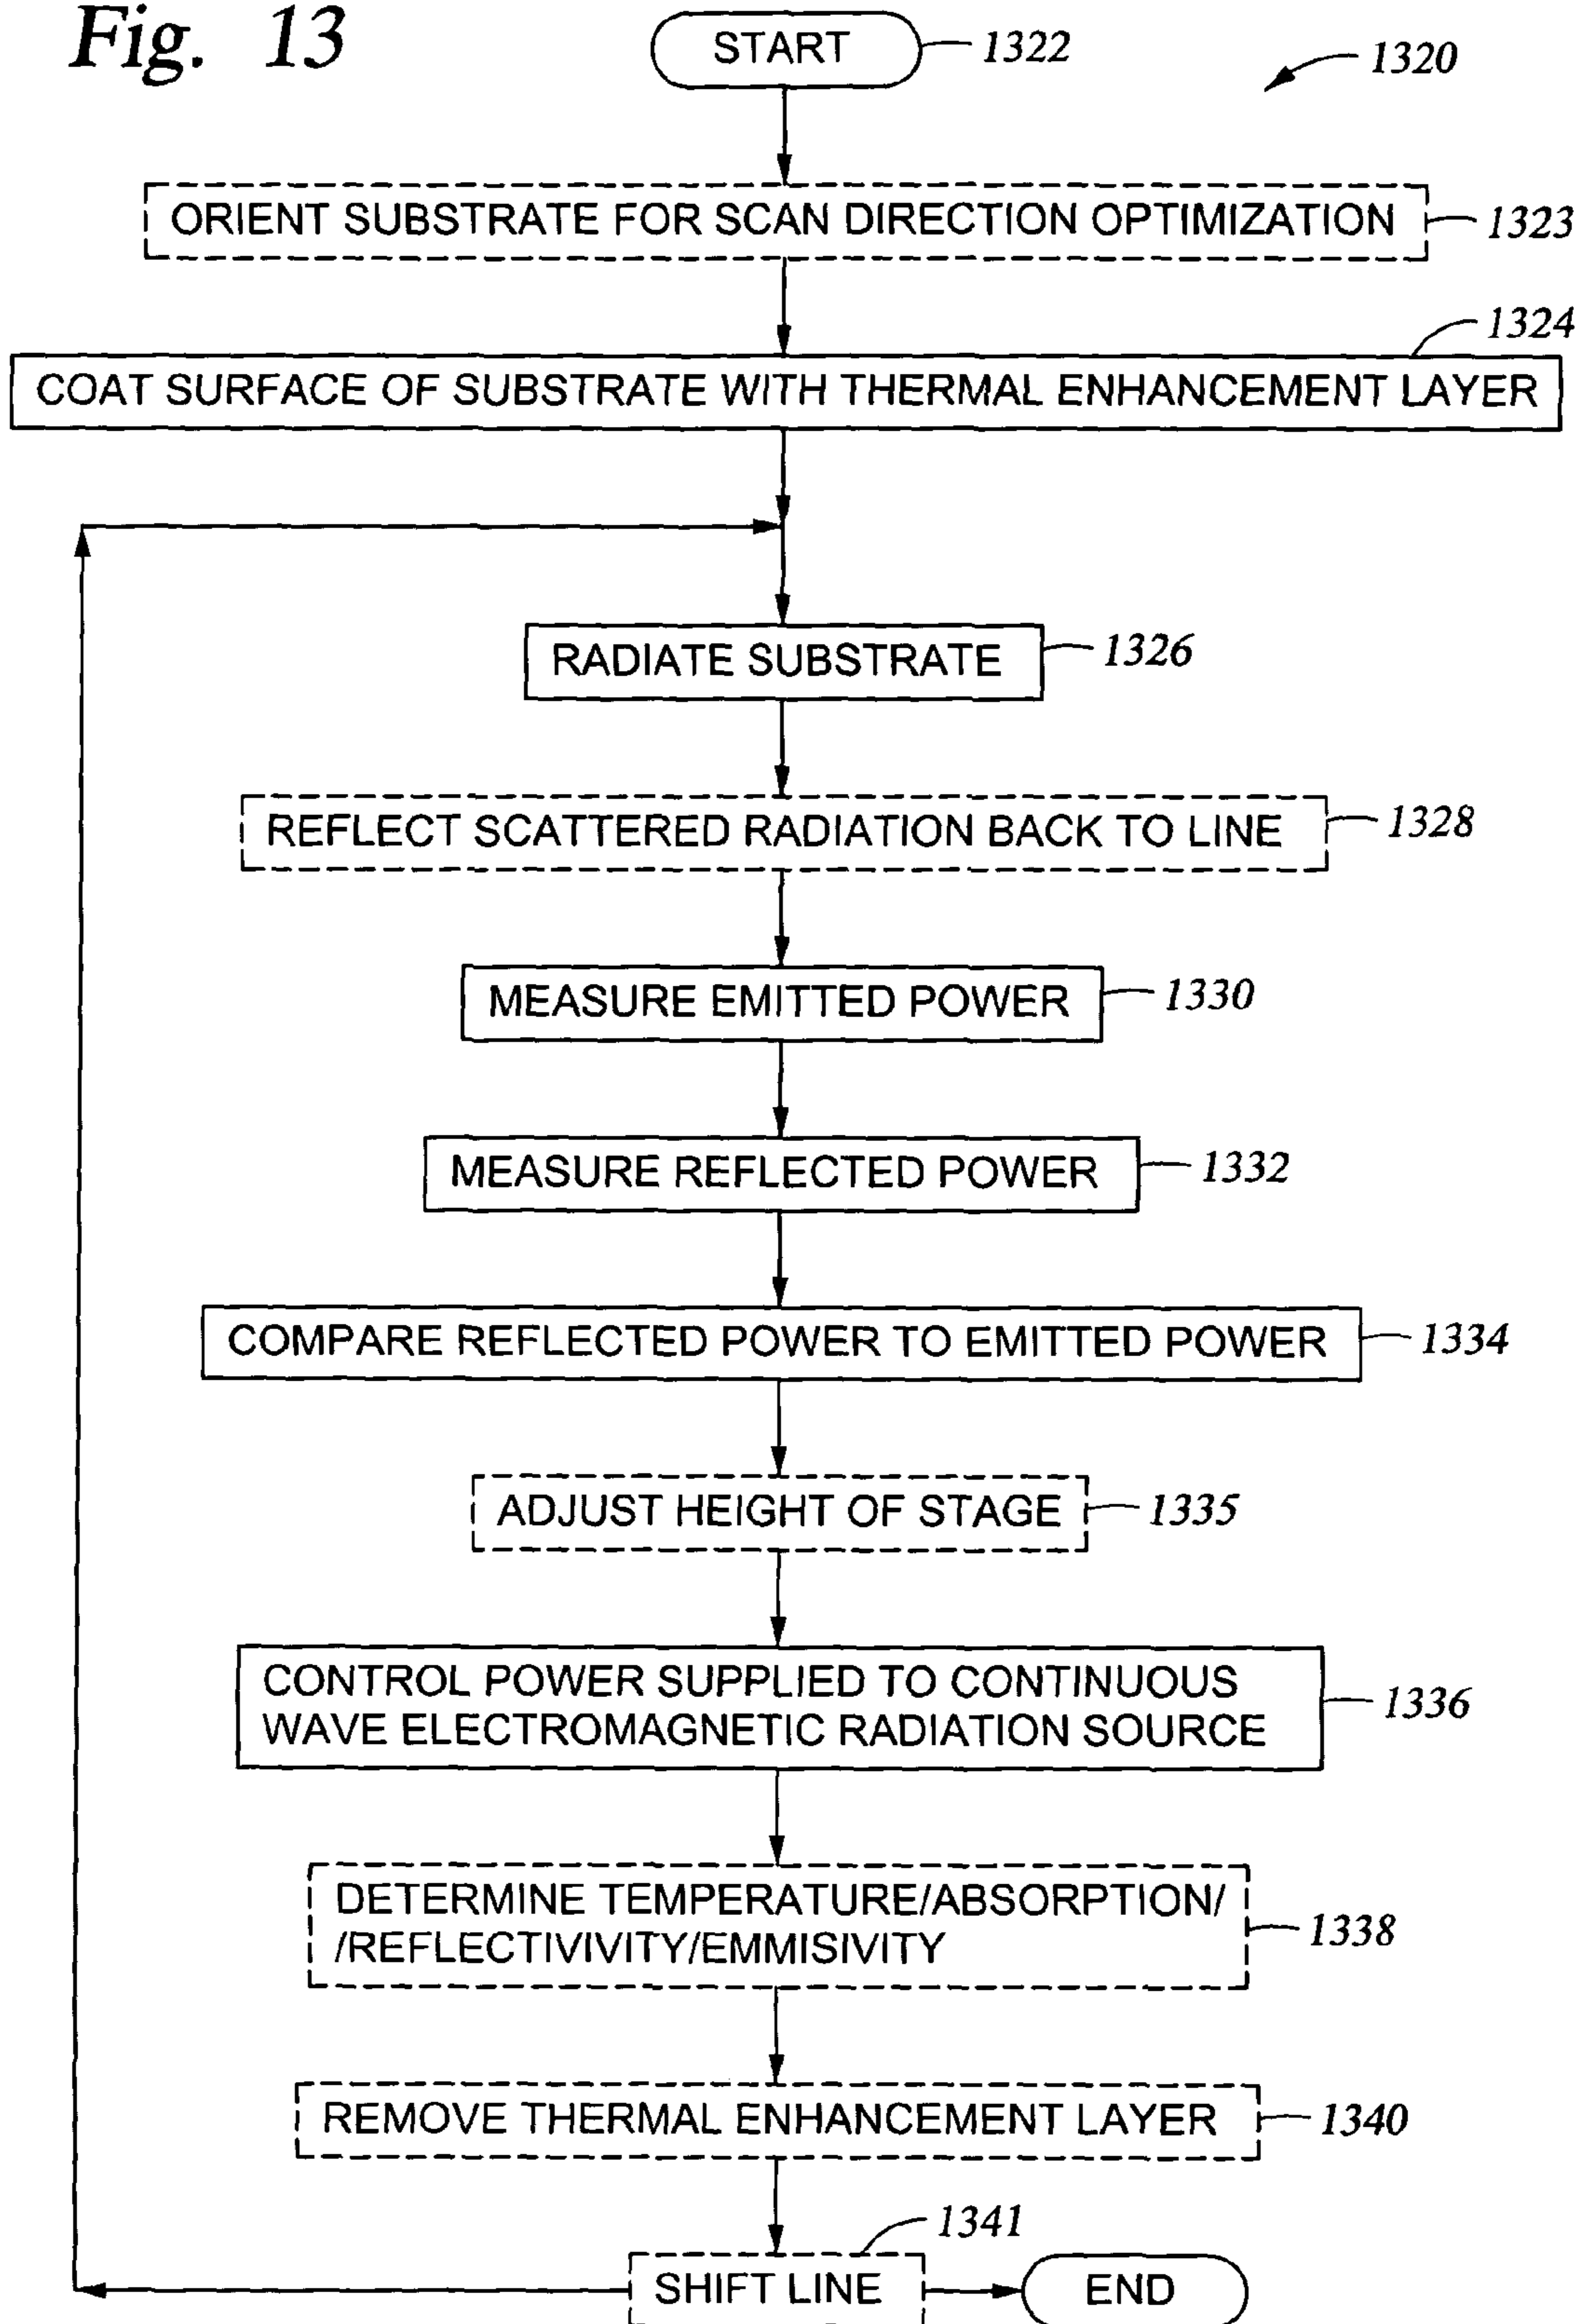 Fig. 13
START
1322
1320
ORIENT SUBSTRATE FOR SCAN DIRECTION OPTIMIZATION
1323
1324
COAT SURFACE OF SUBSTRATE WITH THERMAL ENHANCEMENT LAYER
RADIATE SUBSTRATE
1326
REFLECT SCATTERED RADIATION BACK TO LINE
1328
MEASURE EMITTED POWER
1330
MEASURE REFLECTED POWER
1332
COMPARE REFLECTED POWER TO EMITTED POWER
1334
ADJUST HEIGHT OF STAGE
1335
CONTROL POWER SUPPLIED TO CONTINUOUS
WAVE ELECTROMAGNETIC RADIATION SOURCE
1336
DETERMINE TEMPERATURE/ABSORPTION/
/REFLECTIVIVITY/EMMISIVITY
1338
REMOVE THERMAL ENHANCEMENT LAYER
1340
1341
SHIFT LINE
END